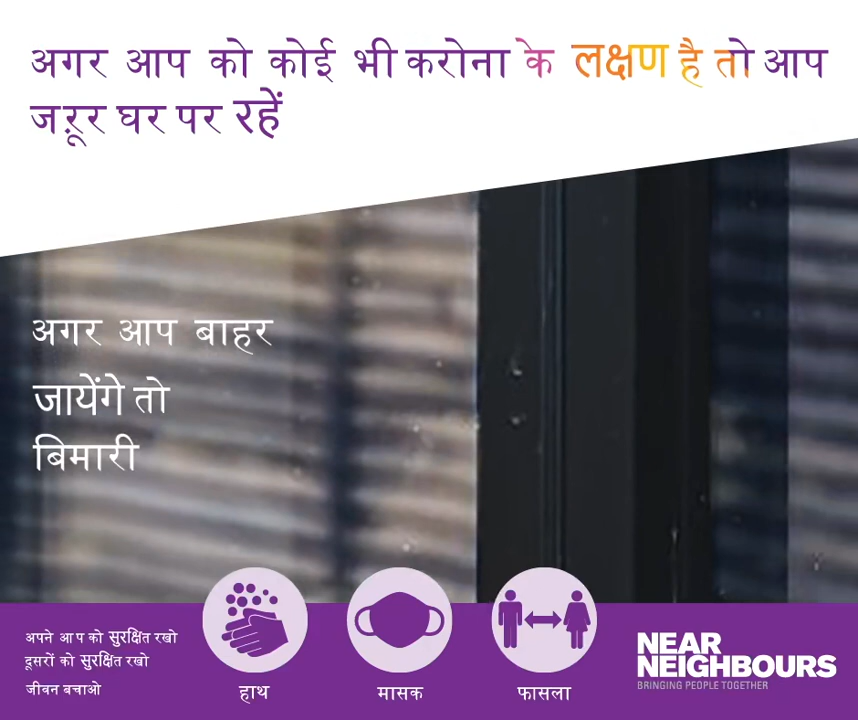 अगर आप को कोई भी करोना के लक्षण है तो आप
जरूर घर पर रहें
अगर आप बाहर
जायेंगे तो
बिमारी
अपने आप को सुरक्षित रखो
दूसरों को सुरक्षित रखो
जीवन बचाओ
हाथ
मासक
फासला
NEAR
NEIGHBOURS
BRINGING PEOPLE TOGETHER